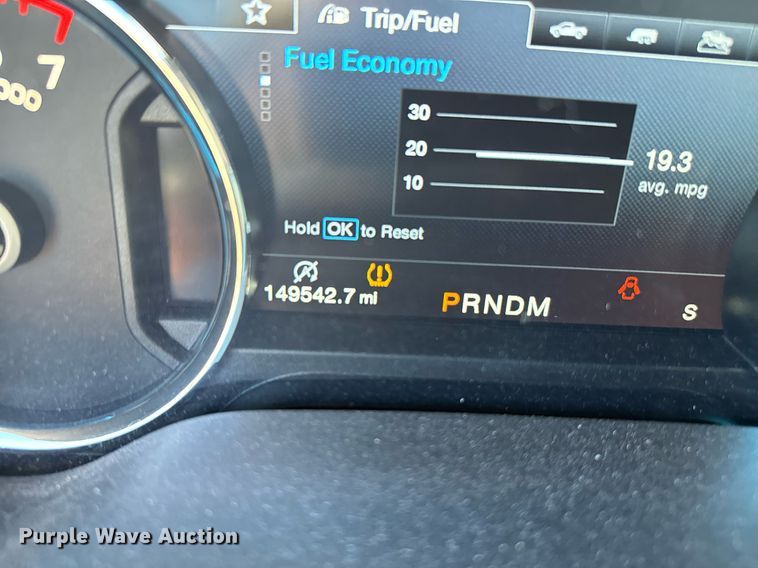 7
000
Trip/Fuel
Fuel Economy
30
20
10
19.3
avg. mpg
Hold OK to Reset
149542.7 mi
PRNDM
S
Purple Wave Auction